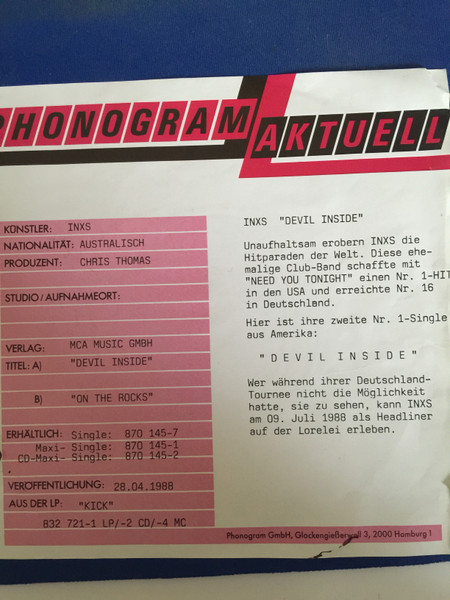 PHONOGRAM AKTUELL
KÜNSTLER: INXS
NATIONALITÄT: AUSTRALISCH
PRODUZENT: CHRIS THOMAS
STUDIO/AUFNAHMEORT:
VERLAG: MCA MUSIC GMBH
TITEL: A) "DEVIL INSIDE"
B) "ON THE ROCKS"
ERHÄLTLICH: Single: 870 145-7
Maxi- Single: 870 145-1
CD-Maxi- Single: 870 145-2
VERÖFFENTLICHUNG: 28.04.1988
AUS DER LP: "KICK"
832 721-1 LP/-2 CD/-4 MC
INXS "DEVIL INSIDE"
Unaufhaltsam erobern INXS die
Hitparaden der Welt. Diese ehe-
malige Club-Band schaffte mit
"NEED YOU TONIGHT" einen Nr. 1-HIT
in den USA und erreichte Nr. 16
in Deutschland.
Hier ist ihre zweite Nr. 1-Single
aus Amerika:
"DEVIL INSIDE"
Wer während ihrer Deutschland-
Tournee nicht die Möglichkeit
hatte, sie zu sehen, kann INXS
am 09. Juli 1988 als Headliner
auf der Lorelei erleben.
Phonogram GmbH, Glockengießerwall 3, 2000 Hamburg 1